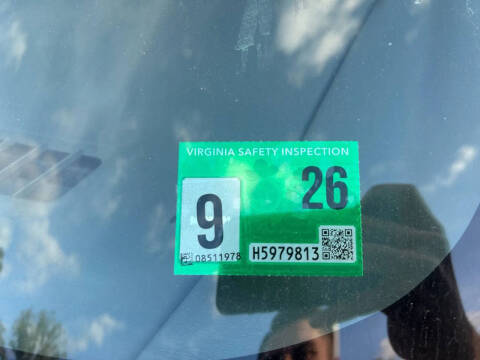 VIRGINIA SAFETY INSPECTION
26
9
08511978
H5979813